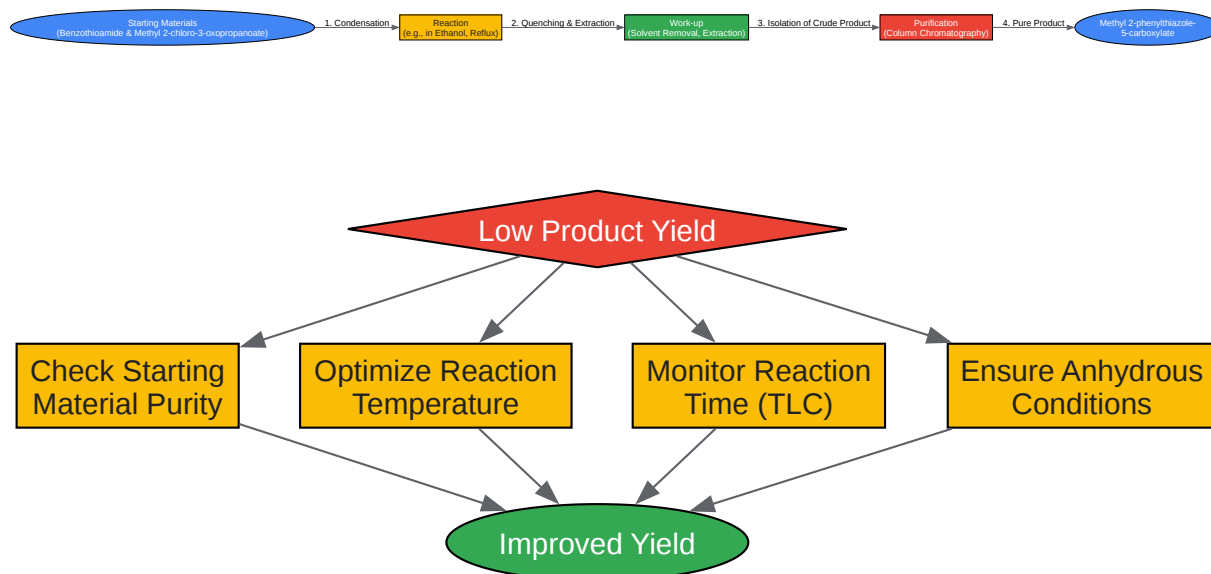 Starting Materials
(Benzothioamide & Methyl 2-chloro-3-oxopropanoate)
1. Condensation
Reaction
(e.g., in Ethanol, Reflux)
2. Quenching & Extraction
Work-up
(Solvent Removal, Extraction)
3. Isolation of Crude Product
Purification
(Column Chromatography)
4. Pure Product
Methyl 2-phenylthiazole-
5-carboxylate
Low Product Yield
Check Starting
Material Purity
Optimize Reaction
Temperature
Monitor Reaction
Time (TLC)
Ensure Anhydrous
Conditions
Improved Yield